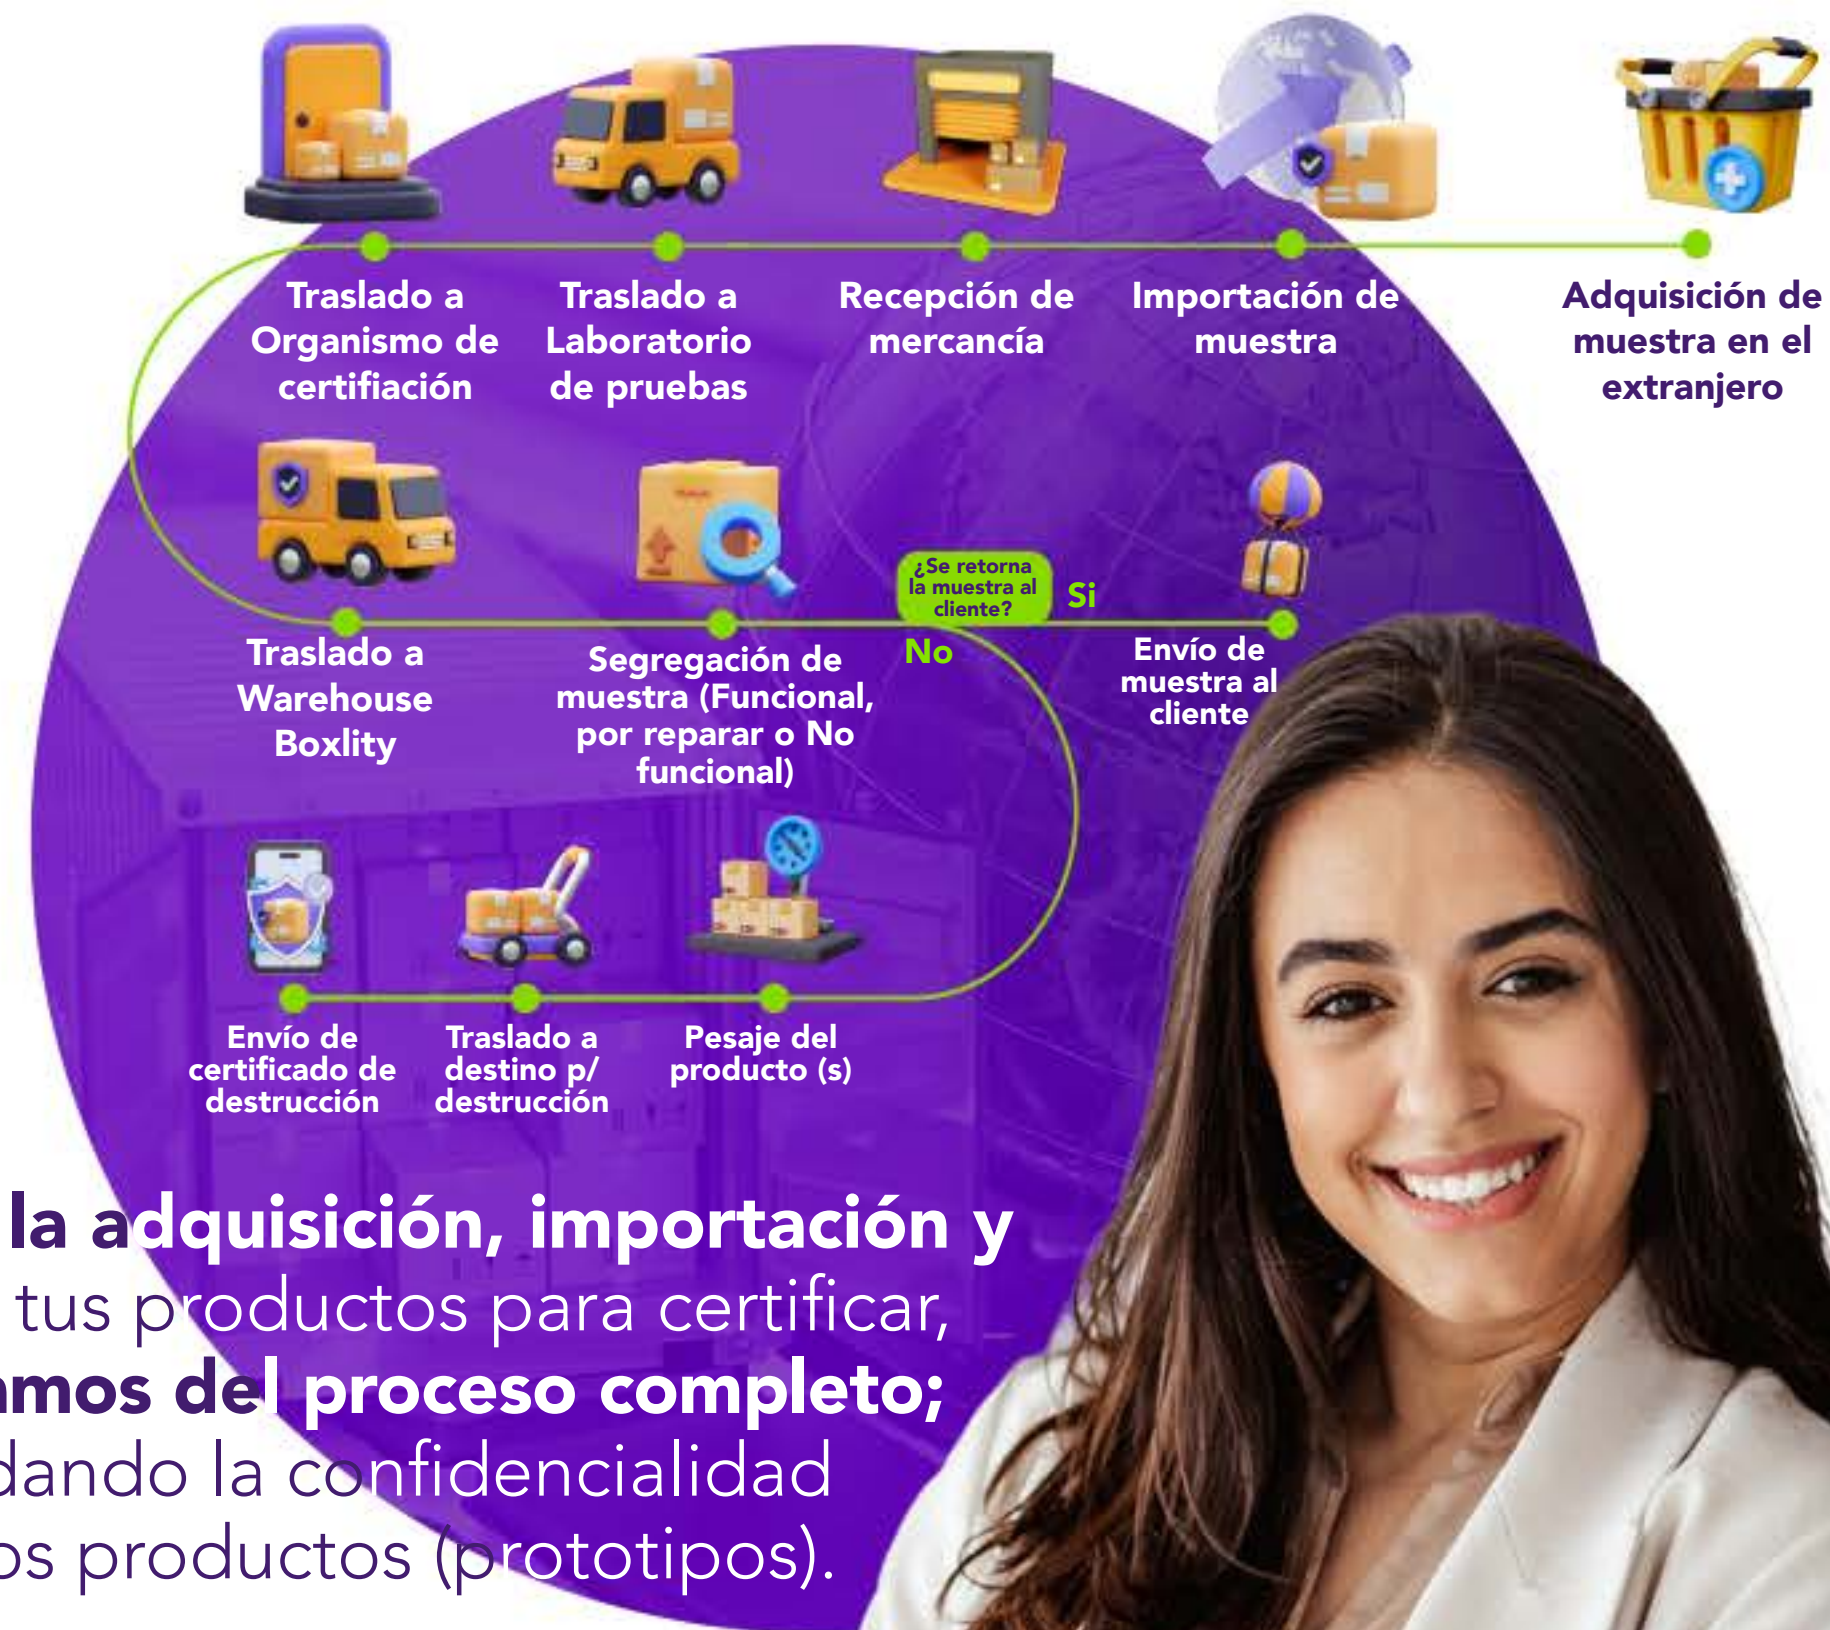 Traslado a
Organismo de
certifiación
Traslado a
Laboratorio
de pruebas
Recepción de
mercancía
Importación de
muestra
Adquisición de
muestra en el
extranjero
¿Se retorna
la muestra al
cliente?
Si
No
Traslado a
Warehouse
Boxlity
Segregación de
muestra (Funcional,
por reparar o No
funcional)
Envío de
muestra al
cliente
Envío de
certificado de
destrucción
Traslado a
destino p/
destrucción
Pesaje del
producto (s)
la adquisición, importación y
tus productos para certificar,
amos del proceso completo;
dando la confidencialidad
os productos (prototipos).